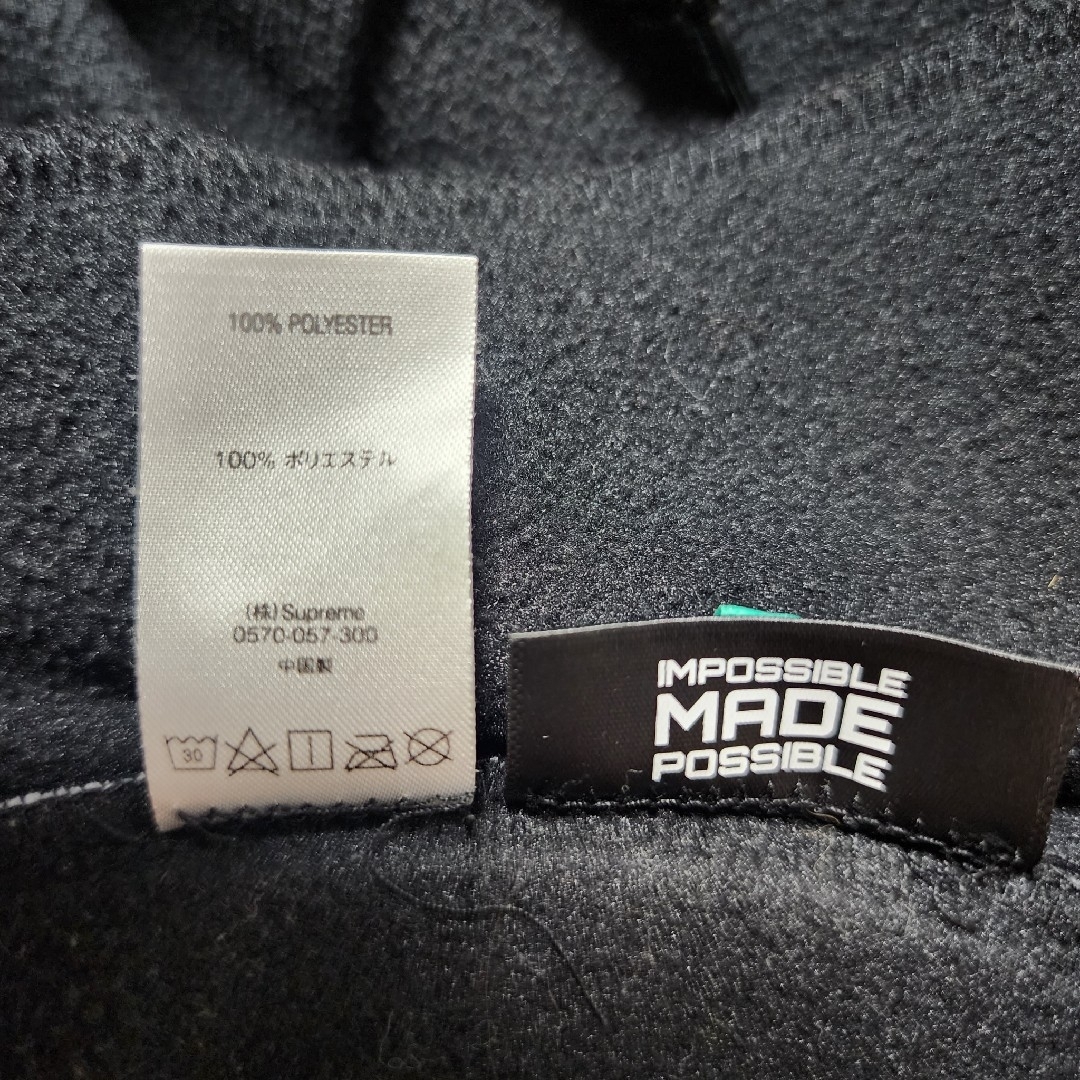 100% POLYESTER
100% ポリエステル
(株)Supreme
0570-057-300
中国製
30
IMPOSSIBLE
MADE
POSSIBLE